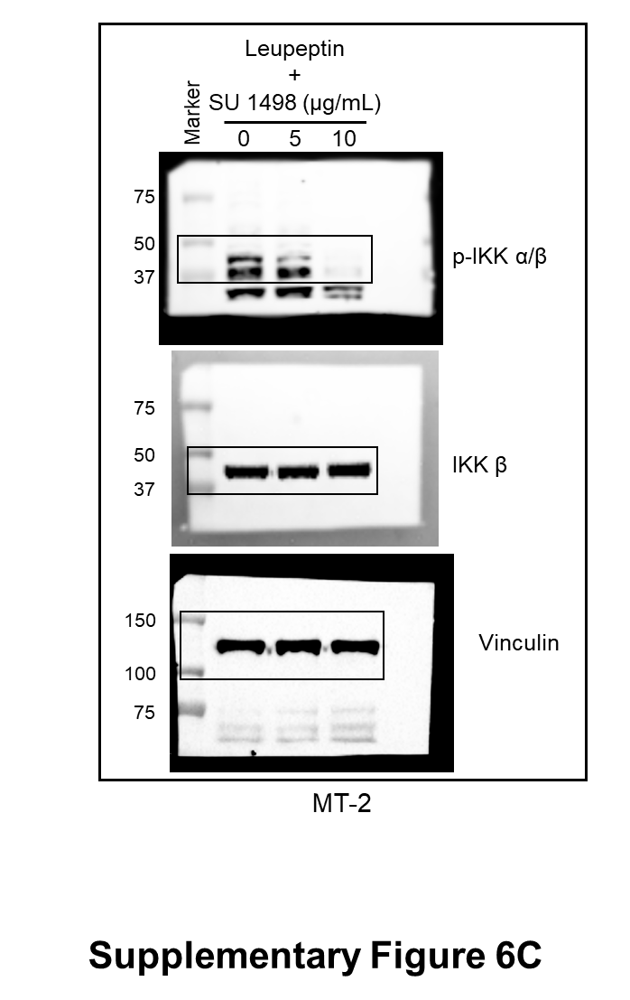 Leupeptin
+
SU 1498 (µg/mL)
Marker
0 5 10
75
50
37
p-IKK α/β
75
50
37
IKK β
150
100
75
Vinculin
MT-2
Supplementary Figure 6C